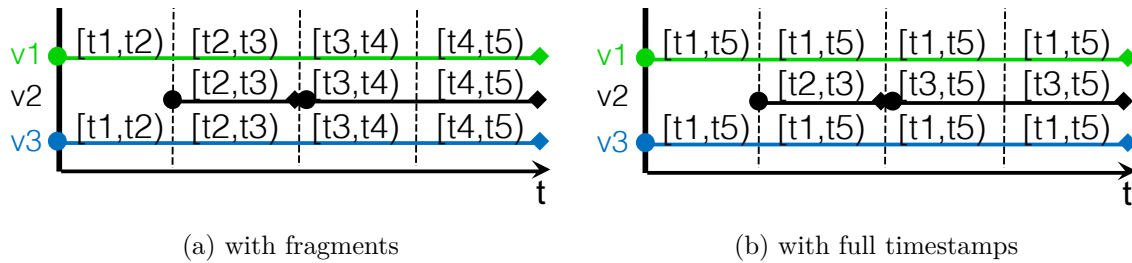 [t1,t2) [t2,t3) [t3,t4) [t4,t5)
v1
[t2,t3) [t3,t4) [t4,t5)
v2
[t1,t2) [t2,t3) [t3,t4) [t4,t5)
v3
t
(a) with fragments
[t1,t5) [t1,t5) [t1,t5) [t1,t5)
v1
[t2,t3) [t3,t5) [t3,t5)
v2
[t1,t5) [t1,t5) [t1,t5) [t1,t5)
v3
t
(b) with full timestamps